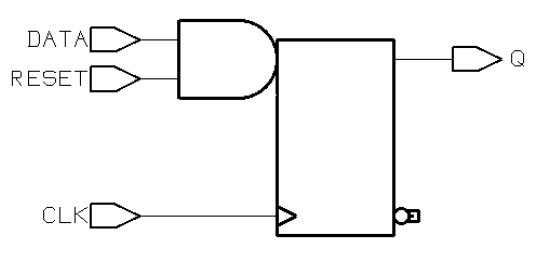 DATA
RESET
Q
CLK